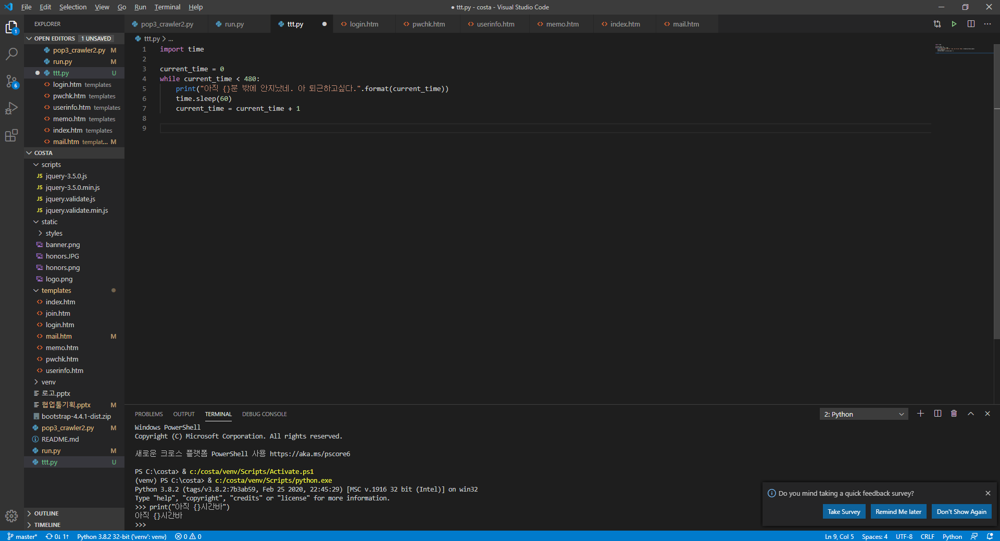 File Edit Selection View Go Run Terminal Help
● ttt.py - costa - Visual Studio Code
EXPLORER
pop3_crawler2.py
run.py
ttt.py
login.htm
pwchk.htm
userinfo.htm
memo.htm
index.htm
mail.htm
1
6
OPEN EDITORS 1 UNSAVED
pop3_crawler2.py M
run.py M
ttt.py U
login.htm templates
pwchk.htm templates
userinfo.htm templates
memo.htm templates
index.htm templates
mail.htm templat... M
COSTA
scripts
JS jquery-3.5.0.js
JS jquery-3.5.0.min.js
JS jquery.validate.js
JS jquery.validate.min.js
static
styles
banner.png
honors.JPG
honors.png
logo.png
templates
index.htm
join.htm
login.htm
mail.htm M
memo.htm
pwchk.htm
userinfo.htm
venv
로고.pptx
협업툴기획.pptx M
bootstrap-4.4.1-dist.zip
pop3_crawler2.py M
README.md
run.py M
ttt.py U
OUTLINE
TIMELINE
ttt.py > ...
1 import time
2
3 current_time = 0
4 while current_time < 480:
5 print("아직 {}분 밖에 안지났네. 아 퇴근하고싶다.".format(current_time))
6 time.sleep(60)
7 current_time = current_time + 1
8
9
PROBLEMS OUTPUT TERMINAL DEBUG CONSOLE
2: Python
Windows PowerShell
Copyright (C) Microsoft Corporation. All rights reserved.
새로운 크로스 플랫폼 PowerShell 사용 https://aka.ms/pscore6
PS C:\costa> & c:/costa/venv/Scripts/Activate.ps1
(venv) PS C:\costa> & c:/costa/venv/Scripts/python.exe
Python 3.8.2 (tags/v3.8.2:7b3ab59, Feb 25 2020, 22:45:29) [MSC v.1916 32 bit (Intel)] on win32
Type "help", "copyright", "credits" or "license" for more information.
>>> print("아직 {}시간바")
아직 {}시간바
>>>
Do you mind taking a quick feedback survey?
Take Survey
Remind Me later
Don't Show Again
master* 0↓ 1↑ Python 3.8.2 32-bit ('venv': venv) 0 0
Ln 9, Col 5 Spaces: 4 UTF-8 CRLF Python